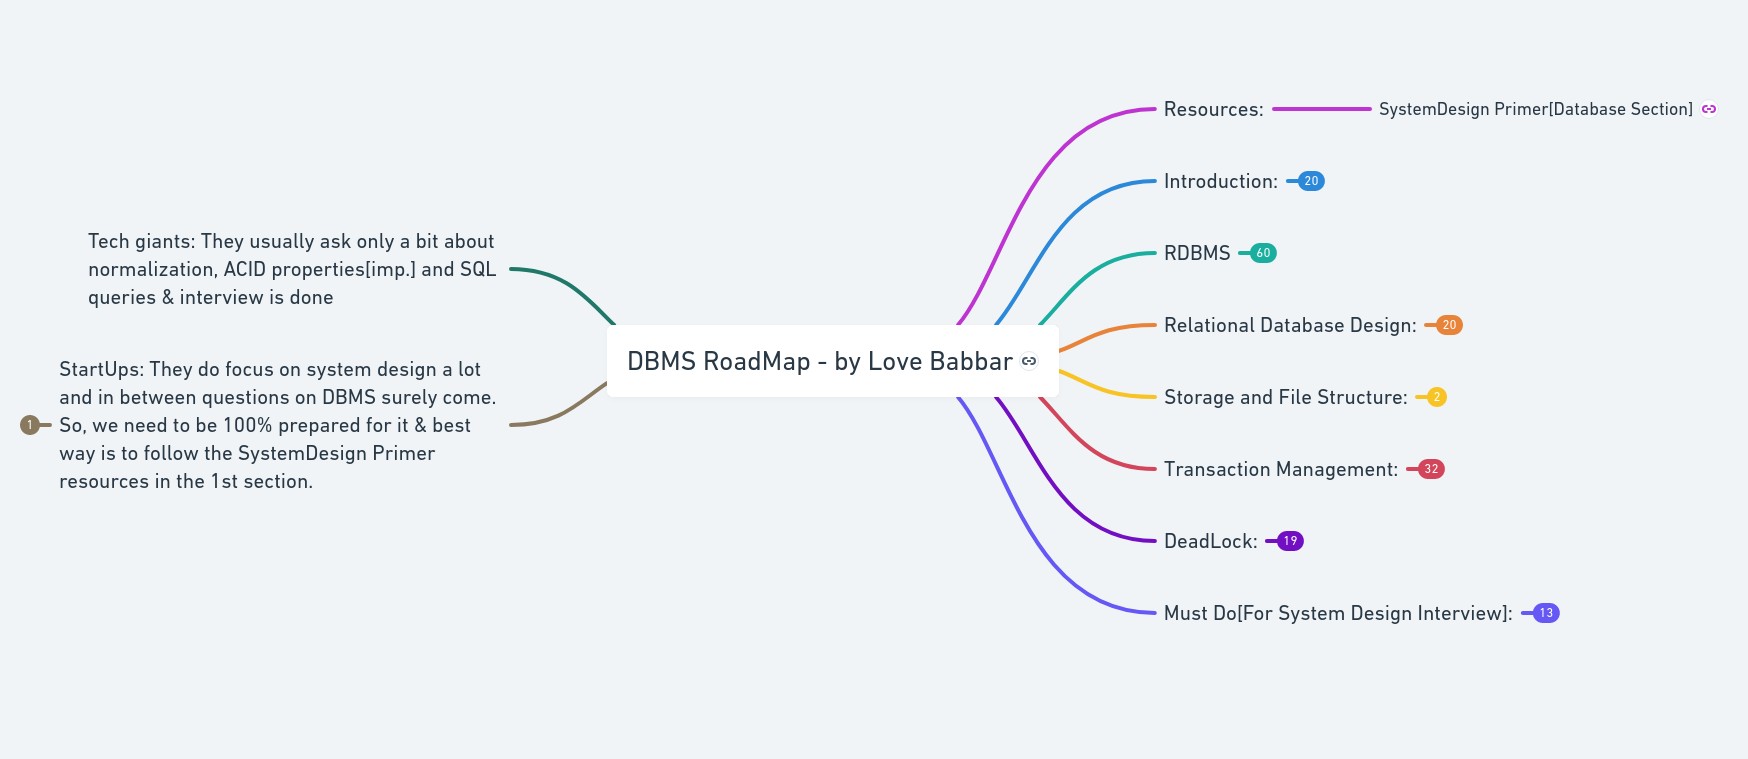 Tech giants: They usually ask only a bit about
normalization, ACID properties[imp.] and SQL
queries & interview is done
StartUps: They do focus on system design a lot
and in between questions on DBMS surely come.
1
So, we need to be 100% prepared for it & best
way is to follow the SystemDesign Primer
resources in the 1st section.
DBMS RoadMap - by Love Babbar
Resources:
SystemDesign Primer[Database Section]
Introduction:
20
RDBMS
60
Relational Database Design:
20
Storage and File Structure:
2
Transaction Management:
32
DeadLock:
19
Must Do[For System Design Interview]:
13